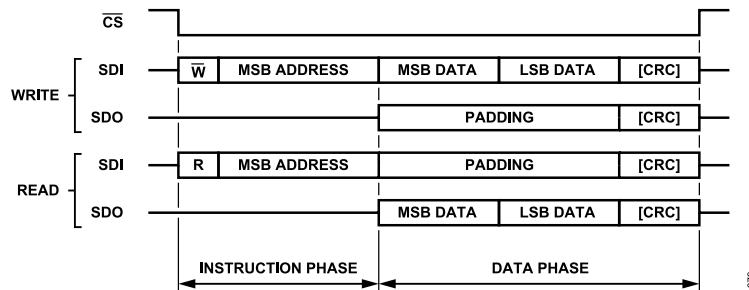 C̅S̅
SDI W̅ MSB ADDRESS MSB DATA LSB DATA [CRC]
WRITE
SDO PADDING [CRC]
SDI R MSB ADDRESS PADDING [CRC]
READ
SDO MSB DATA LSB DATA [CRC]
INSTRUCTION PHASE DATA PHASE